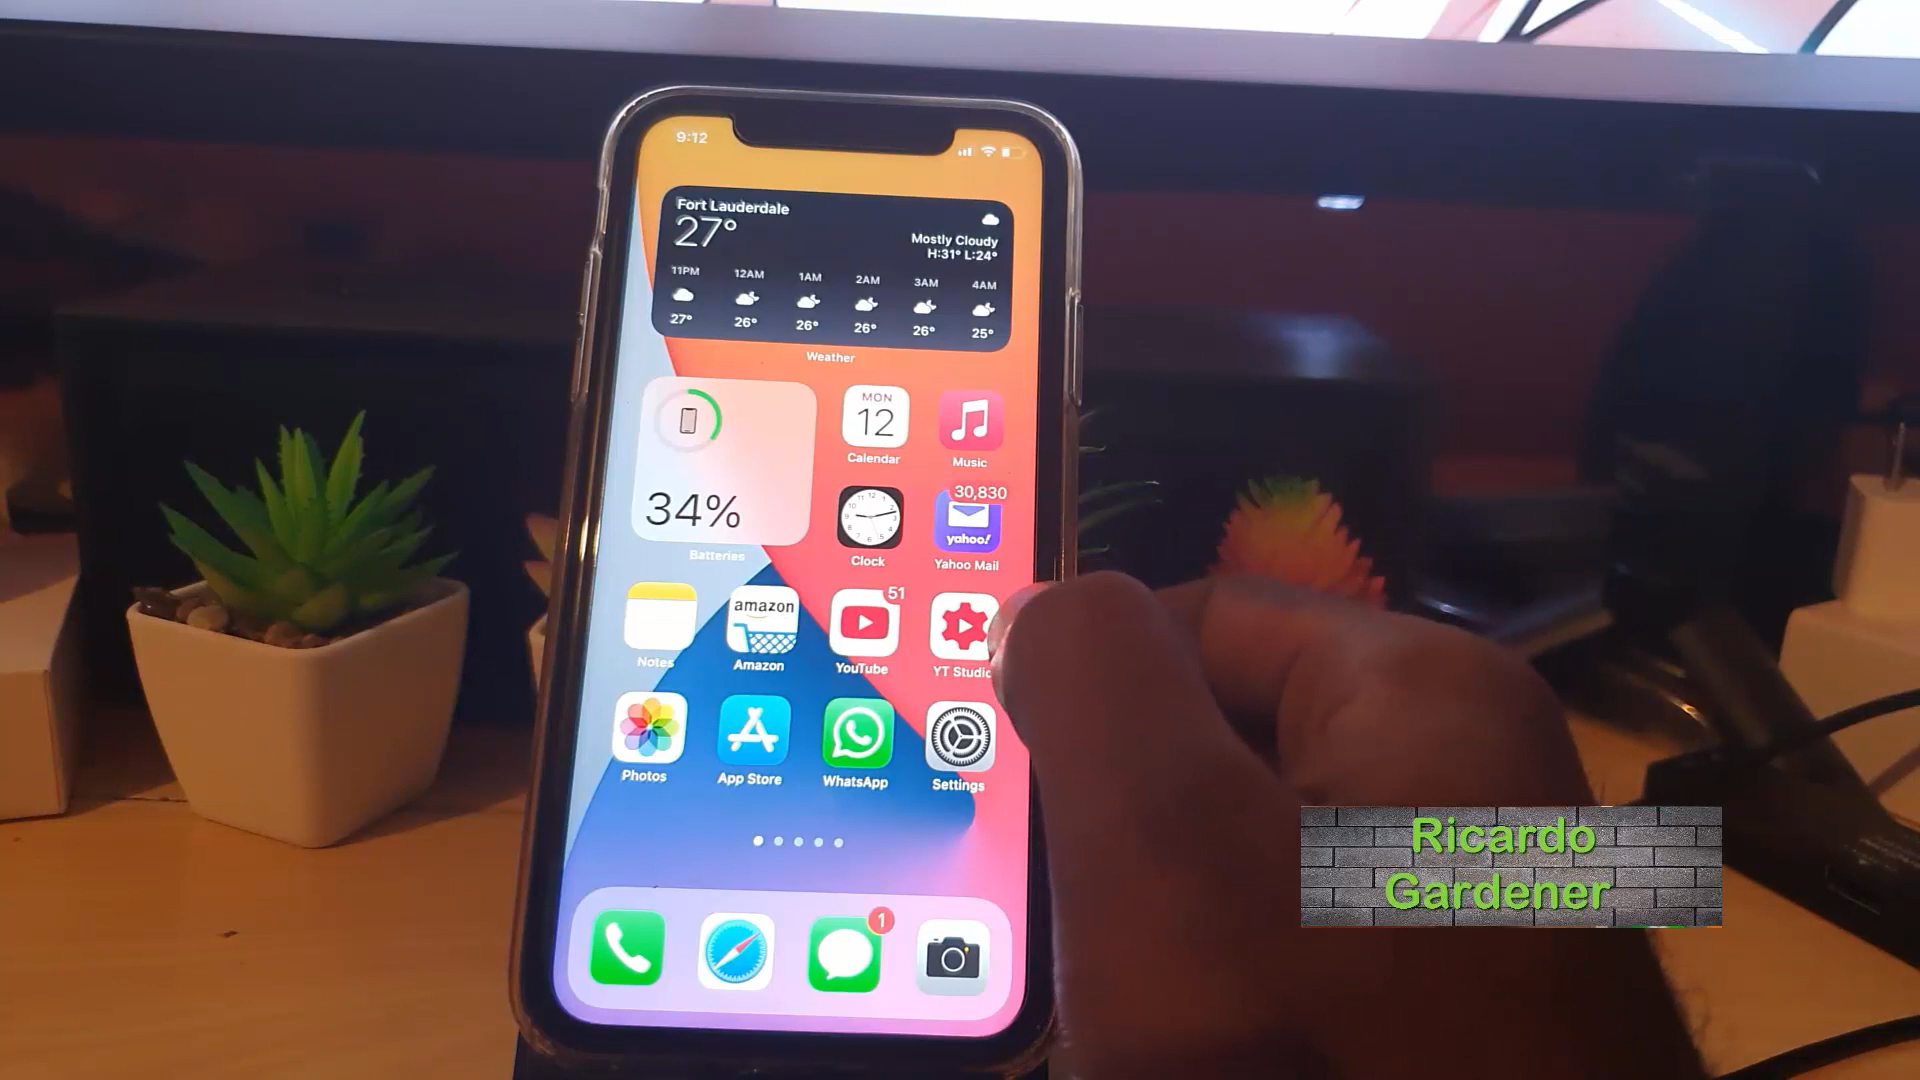 9:12
Fort Lauderdale
27°
Mostly Cloudy
H:31° L:24°
11PM 12AM 1AM 2AM 3AM 4AM
27° 26° 26° 26° 26° 25°
Weather
34%
Batteries
MON
12
Calendar
Music
Clock
30,830
yahoo!
Yahoo Mail
Notes
amazon
Amazon
51
YouTube
YT Studio
Photos
App Store
WhatsApp
Settings
1
Ricardo
Gardener